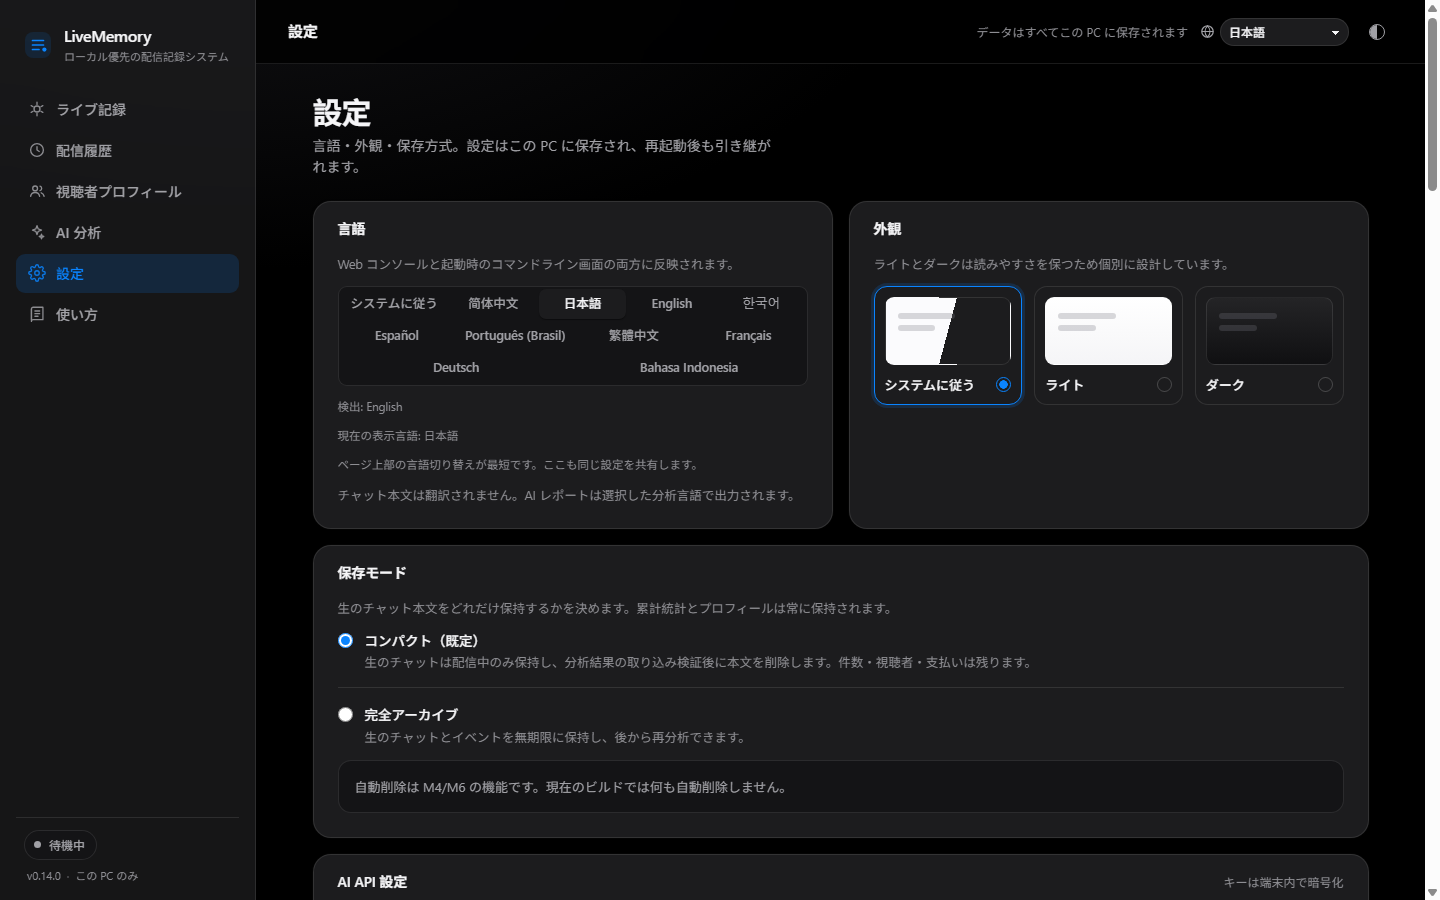 LiveMemory
ローカル優先の配信記録システム
ライブ記録
配信履歴
視聴者プロフィール
AI 分析
設定
使い方
待機中
v0.14.0 · この PC のみ
設定
データはすべてこの PC に保存されます
日本語
設定
言語・外観・保存方式。設定はこの PC に保存され、再起動後も引き継が
れます。
言語
Web コンソールと起動時のコマンドライン画面の両方に反映されます。
システムに従う 简体中文 日本語 English 한국어
Español Português (Brasil) 繁體中文 Français
Deutsch Bahasa Indonesia
検出: English
現在の表示言語: 日本語
ページ上部の言語切り替えが最短です。ここも同じ設定を共有します。
チャット本文は翻訳されません。AI レポートは選択した分析言語で出力されます。
外観
ライトとダークは読みやすさを保つため個別に設計しています。
システムに従う ライト ダーク
保存モード
生のチャット本文をどれだけ保持するかを決めます。累計統計とプロフィールは常に保持されます。
コンパクト（既定）
生のチャットは配信中のみ保持し、分析結果の取り込み検証後に本文を削除します。件数・視聴者・支払いは残ります。
完全アーカイブ
生のチャットとイベントを無期限に保持し、後から再分析できます。
自動削除は M4/M6 の機能です。現在のビルドでは何も自動削除しません。
AI API 設定
キーは端末内で暗号化